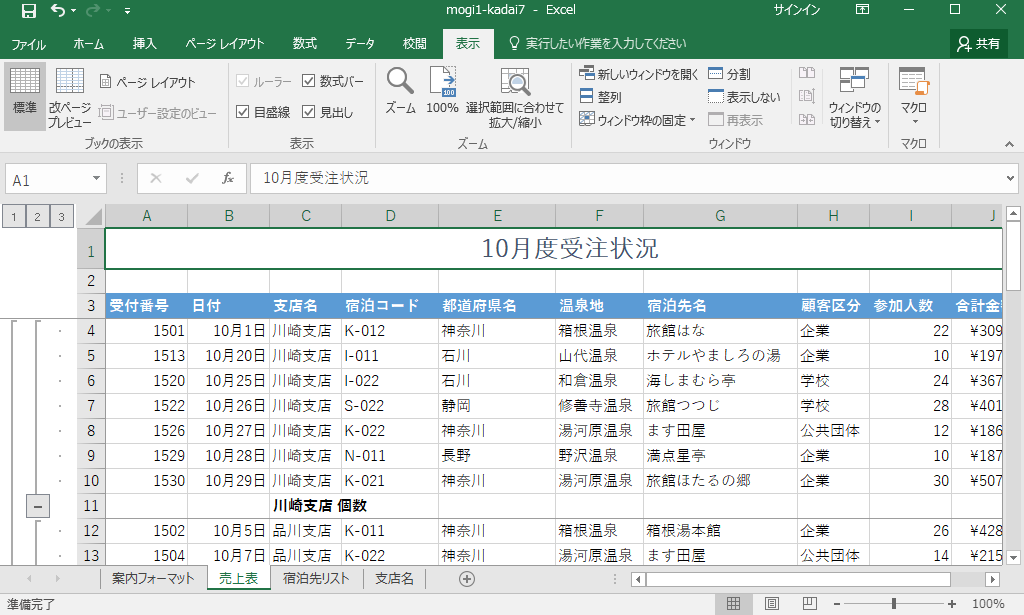 mogi1-kadai7 - Excel サインイン
ファイル ホーム 挿入 ページ レイアウト 数式 データ 校閲 表示 実行したい作業を入力してください 共有
標準 改ページ プレビュー ページ レイアウト ユーザー設定のビュー
ブックの表示
ルーラー 数式バー
目盛線 見出し
表示
ズーム 100% 選択範囲に合わせて 拡大/縮小
ズーム
新しいウィンドウを開く 分割
整列 表示しない
ウィンドウ枠の固定 再表示
ウィンドウの 切り替え
ウィンドウ
マクロ
マクロ
A1 fx 10月度受注状況
1 2 3 A B C D E F G H I J
1 10月度受注状況
2
3 受付番号 日付 支店名 宿泊コード 都道府県名 温泉地 宿泊先名 顧客区分 参加人数 合計金
4 1501 10月1日 川崎支店 K-012 神奈川 箱根温泉 旅館はな 企業 22 ¥309
5 1513 10月20日 川崎支店 I-011 石川 山代温泉 ホテルやましろの湯 企業 10 ¥197
6 1520 10月25日 川崎支店 I-022 石川 和倉温泉 海しまむら亭 学校 24 ¥367
7 1522 10月26日 川崎支店 S-022 静岡 修善寺温泉 旅館つつじ 学校 28 ¥401
8 1526 10月27日 川崎支店 K-022 神奈川 湯河原温泉 ます田屋 公共団体 12 ¥186
9 1529 10月28日 川崎支店 N-011 長野 野沢温泉 満点星亭 企業 10 ¥187
10 1530 10月29日 川崎支店 K-021 神奈川 湯河原温泉 旅館ほたるの郷 企業 30 ¥507
11 川崎支店 個数
12 1502 10月5日 品川支店 K-011 神奈川 箱根温泉 箱根湯本館 企業 26 ¥428
13 1504 10月7日 品川支店 K-022 神奈川 湯河原温泉 ます田屋 公共団体 14 ¥215
案内フォーマット 売上表 宿泊先リスト 支店名
準備完了 100%